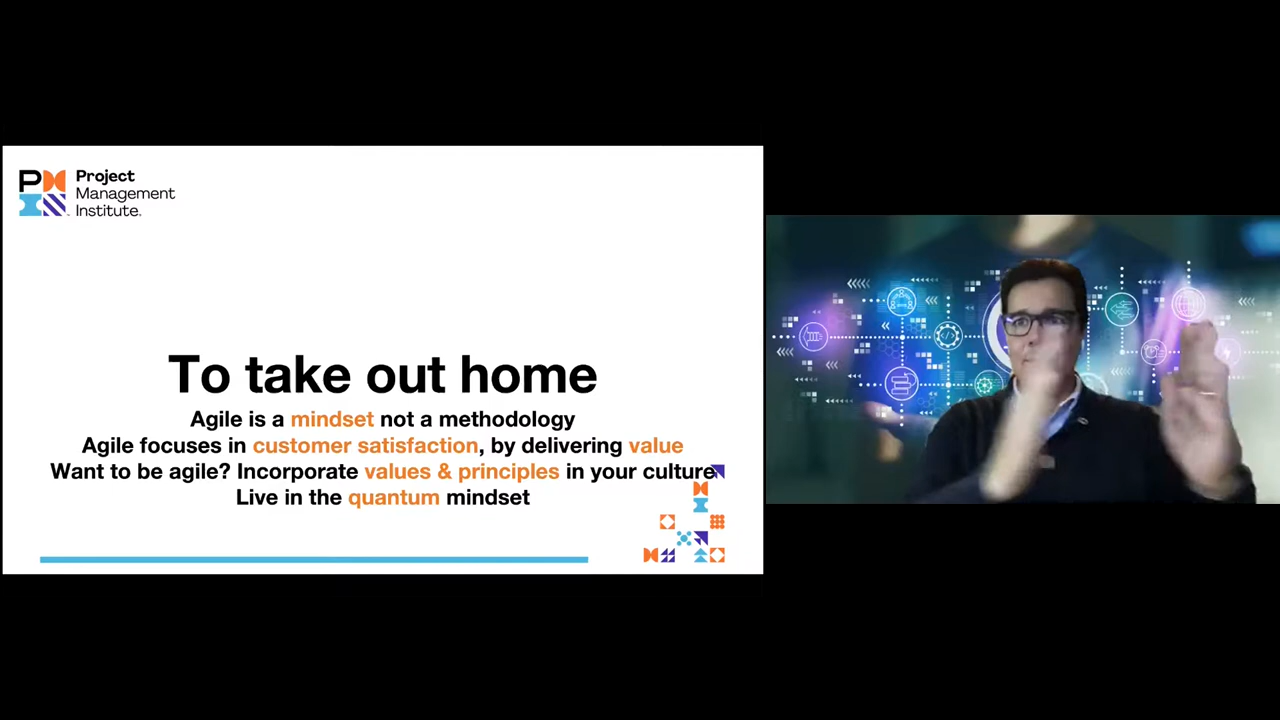 Project
Management
Institute.
To take out home
Agile is a mindset not a methodology
Agile focuses in customer satisfaction, by delivering value
Want to be agile? Incorporate values & principles in your culture
Live in the quantum mindset